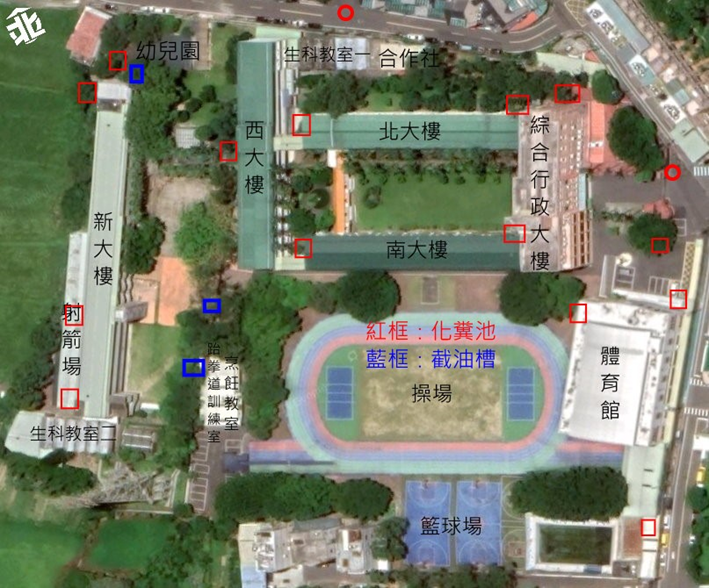 北
幼兒園
生科教室一
合作社
西大樓
北大樓
綜合行政大樓
新大樓
南大樓
射箭場
紅框：化糞池
藍框：截油槽
跆拳道訓練室
烹飪教室
操場
體育館
生科教室二
籃球場